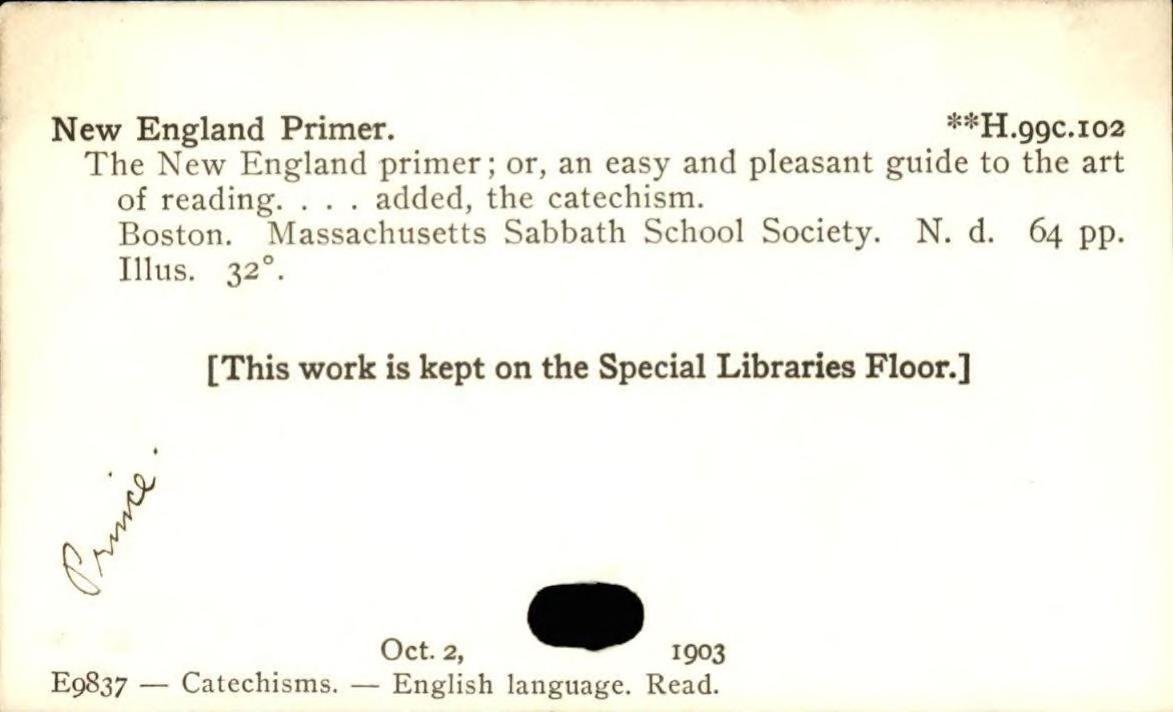 New England Primer. **H.99c.102
The New England primer; or, an easy and pleasant guide to the art
of reading. . . . added, the catechism.
Boston. Massachusetts Sabbath School Society. N. d. 64 pp.
Illus. 32°.
[This work is kept on the Special Libraries Floor.]
Prince.
Oct. 2, 1903
E9837 — Catechisms. — English language. Read.